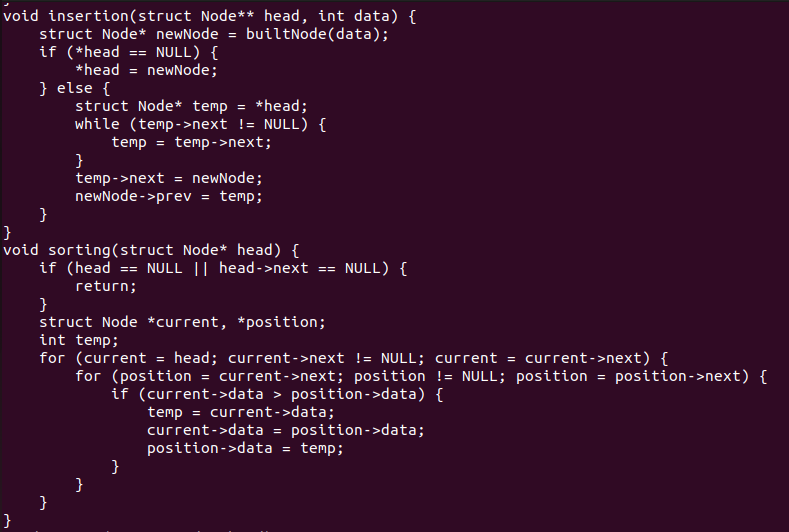 void insertion(struct Node** head, int data) {
    struct Node* newNode = builtNode(data);
    if (*head == NULL) {
        *head = newNode;
    } else {
        struct Node* temp = *head;
        while (temp->next != NULL) {
            temp = temp->next;
        }
        temp->next = newNode;
        newNode->prev = temp;
    }
}
void sorting(struct Node* head) {
    if (head == NULL || head->next == NULL) {
        return;
    }
    struct Node *current, *position;
    int temp;
    for (current = head; current->next != NULL; current = current->next) {
        for (position = current->next; position != NULL; position = position->next) {
            if (current->data > position->data) {
                temp = current->data;
                current->data = position->data;
                position->data = temp;
            }
        }
    }
}